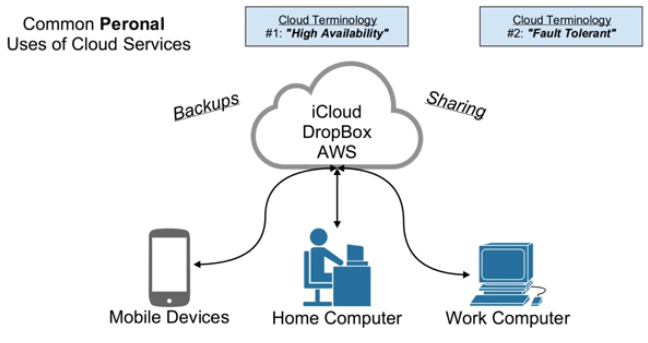 Common Peronal
Uses of Cloud Services
Cloud Terminology
#1: "High Availability"
Cloud Terminology
#2: "Fault Tolerant"
Backups
Sharing
iCloud
DropBox
AWS
Mobile Devices
Home Computer
Work Computer